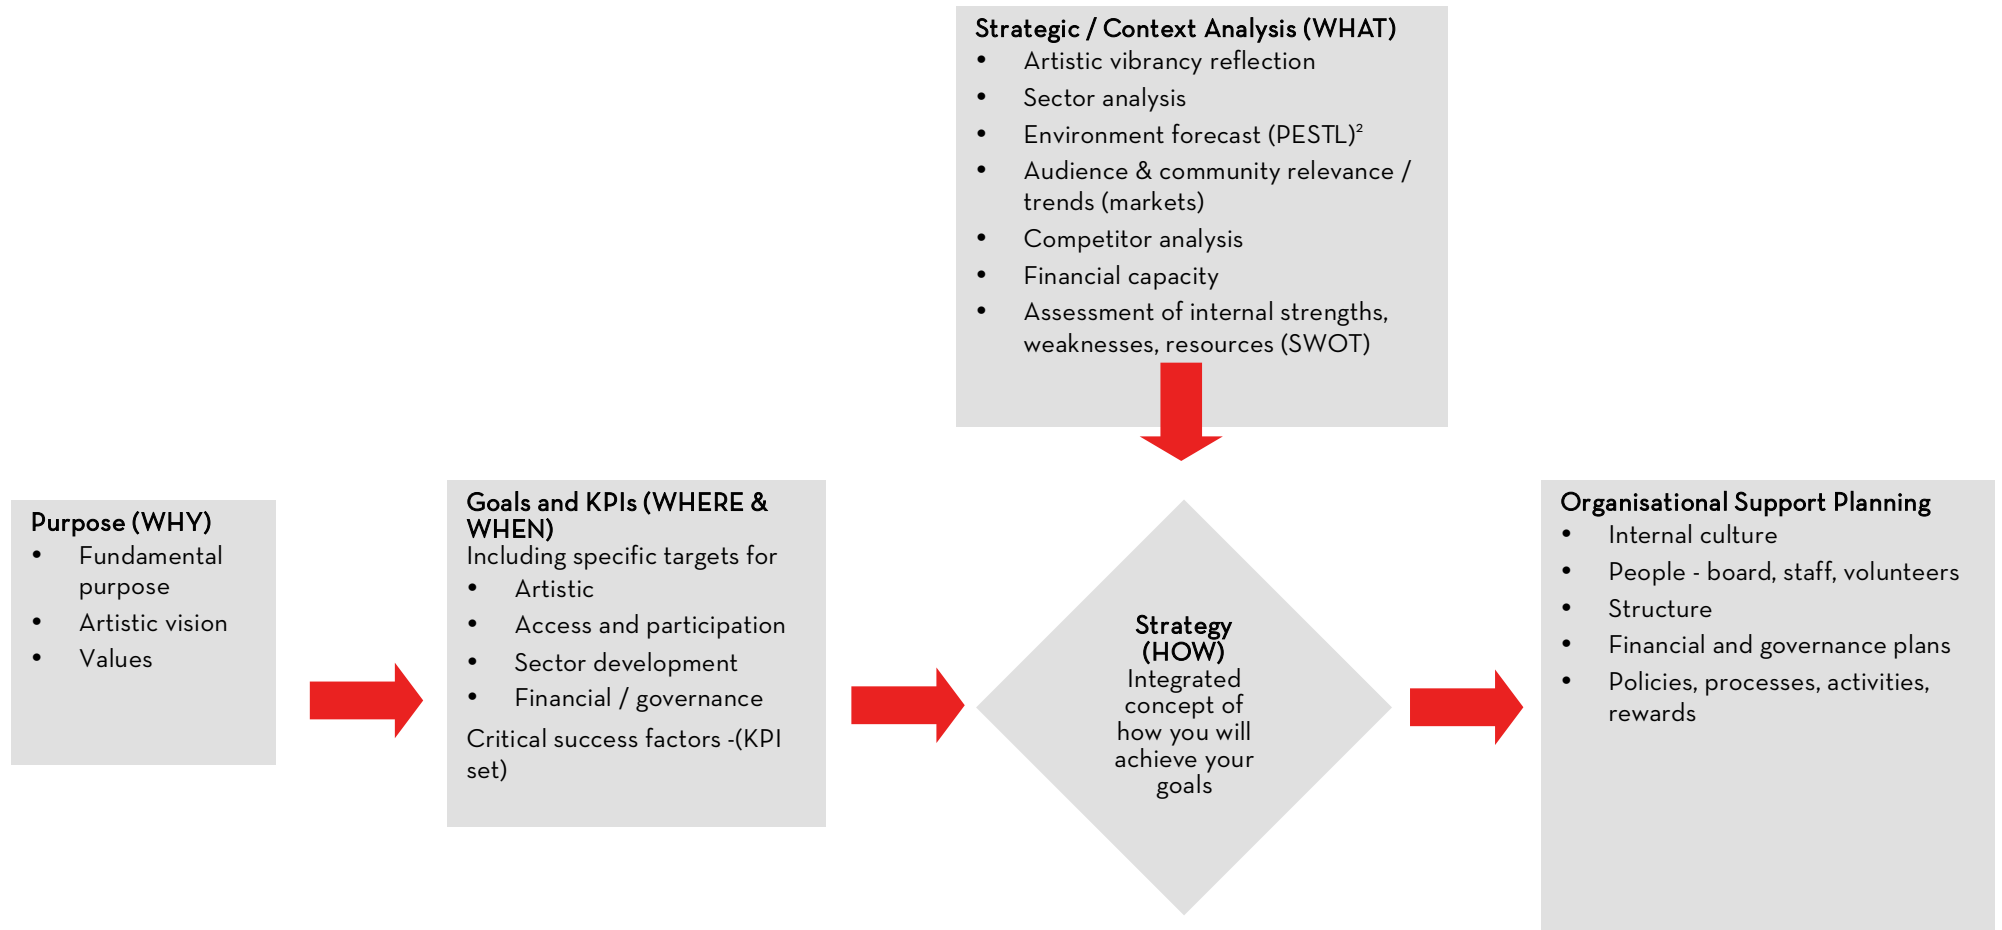 Strategic / Context Analysis (WHAT)
• Artistic vibrancy reflection
• Sector analysis
• Environment forecast (PESTL)²
• Audience & community relevance /
trends (markets)
• Competitor analysis
• Financial capacity
• Assessment of internal strengths,
weaknesses, resources (SWOT)
Purpose (WHY)
• Fundamental
purpose
• Artistic vision
• Values
Goals and KPIs (WHERE &
WHEN)
Including specific targets for
• Artistic
• Access and participation
• Sector development
• Financial / governance
Critical success factors -(KPI
set)
Strategy
(HOW)
Integrated
concept of
how you will
achieve your
goals
Organisational Support Planning
• Internal culture
• People - board, staff, volunteers
• Structure
• Financial and governance plans
• Policies, processes, activities,
rewards